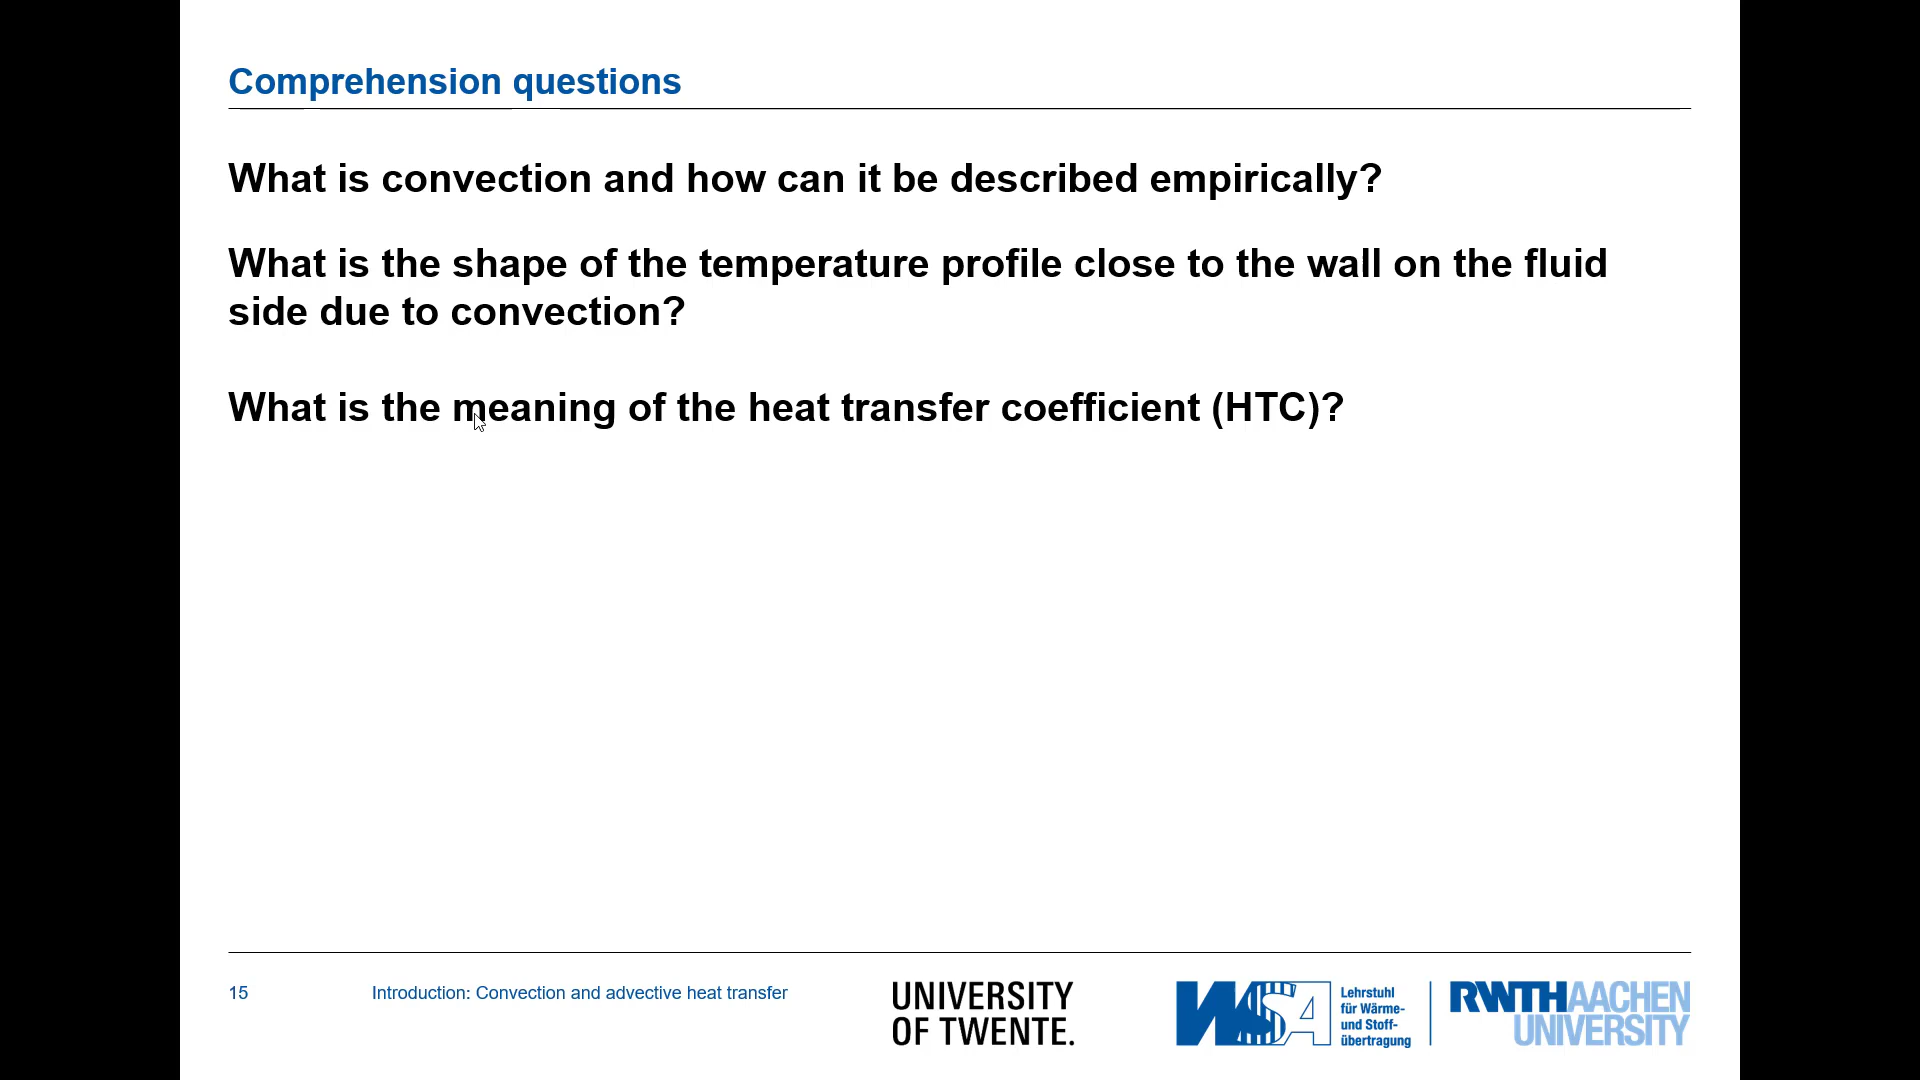 Comprehension questions
What is convection and how can it be described empirically?
What is the shape of the temperature profile close to the wall on the fluid
side due to convection?
What is the meaning of the heat transfer coefficient (HTC)?
15
Introduction: Convection and advective heat transfer
UNIVERSITY
OF TWENTE.
WSA
Lehrstuhl
für Wärme-
und Stoff-
übertragung
RWTHAACHEN
UNIVERSITY